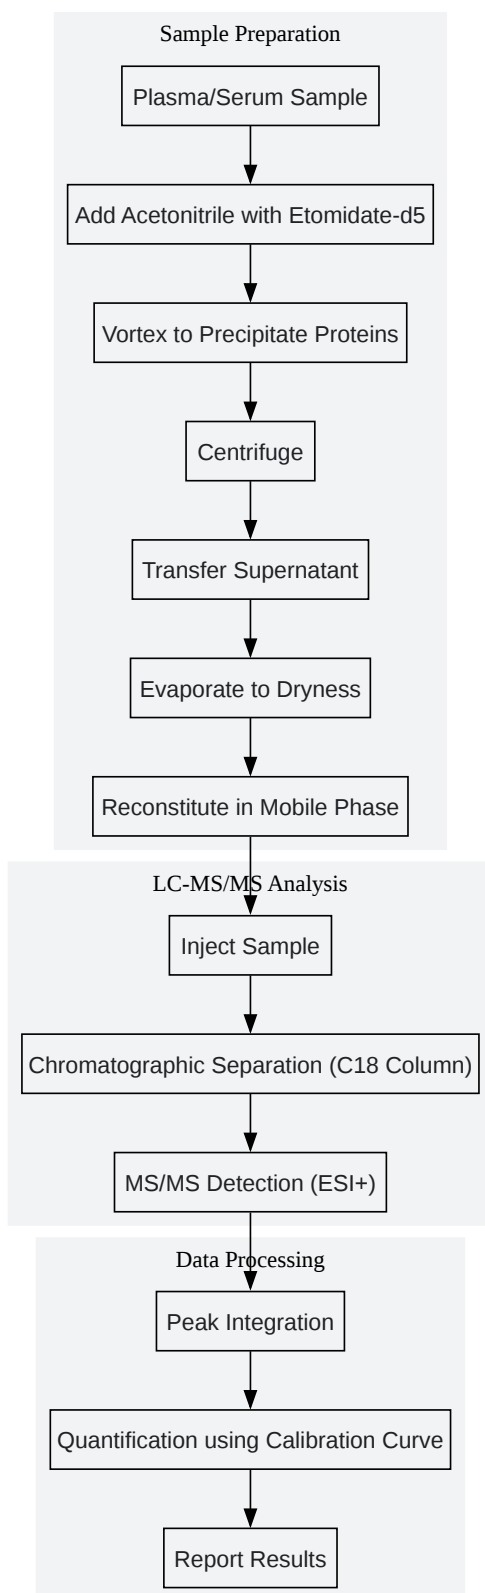 Sample Preparation
Plasma/Serum Sample
Add Acetonitrile with Etomidate-d5
Vortex to Precipitate Proteins
Centrifuge
Transfer Supernatant
Evaporate to Dryness
Reconstitute in Mobile Phase
LC-MS/MS Analysis
Inject Sample
Chromatographic Separation (C18 Column)
MS/MS Detection (ESI+)
Data Processing
Peak Integration
Quantification using Calibration Curve
Report Results